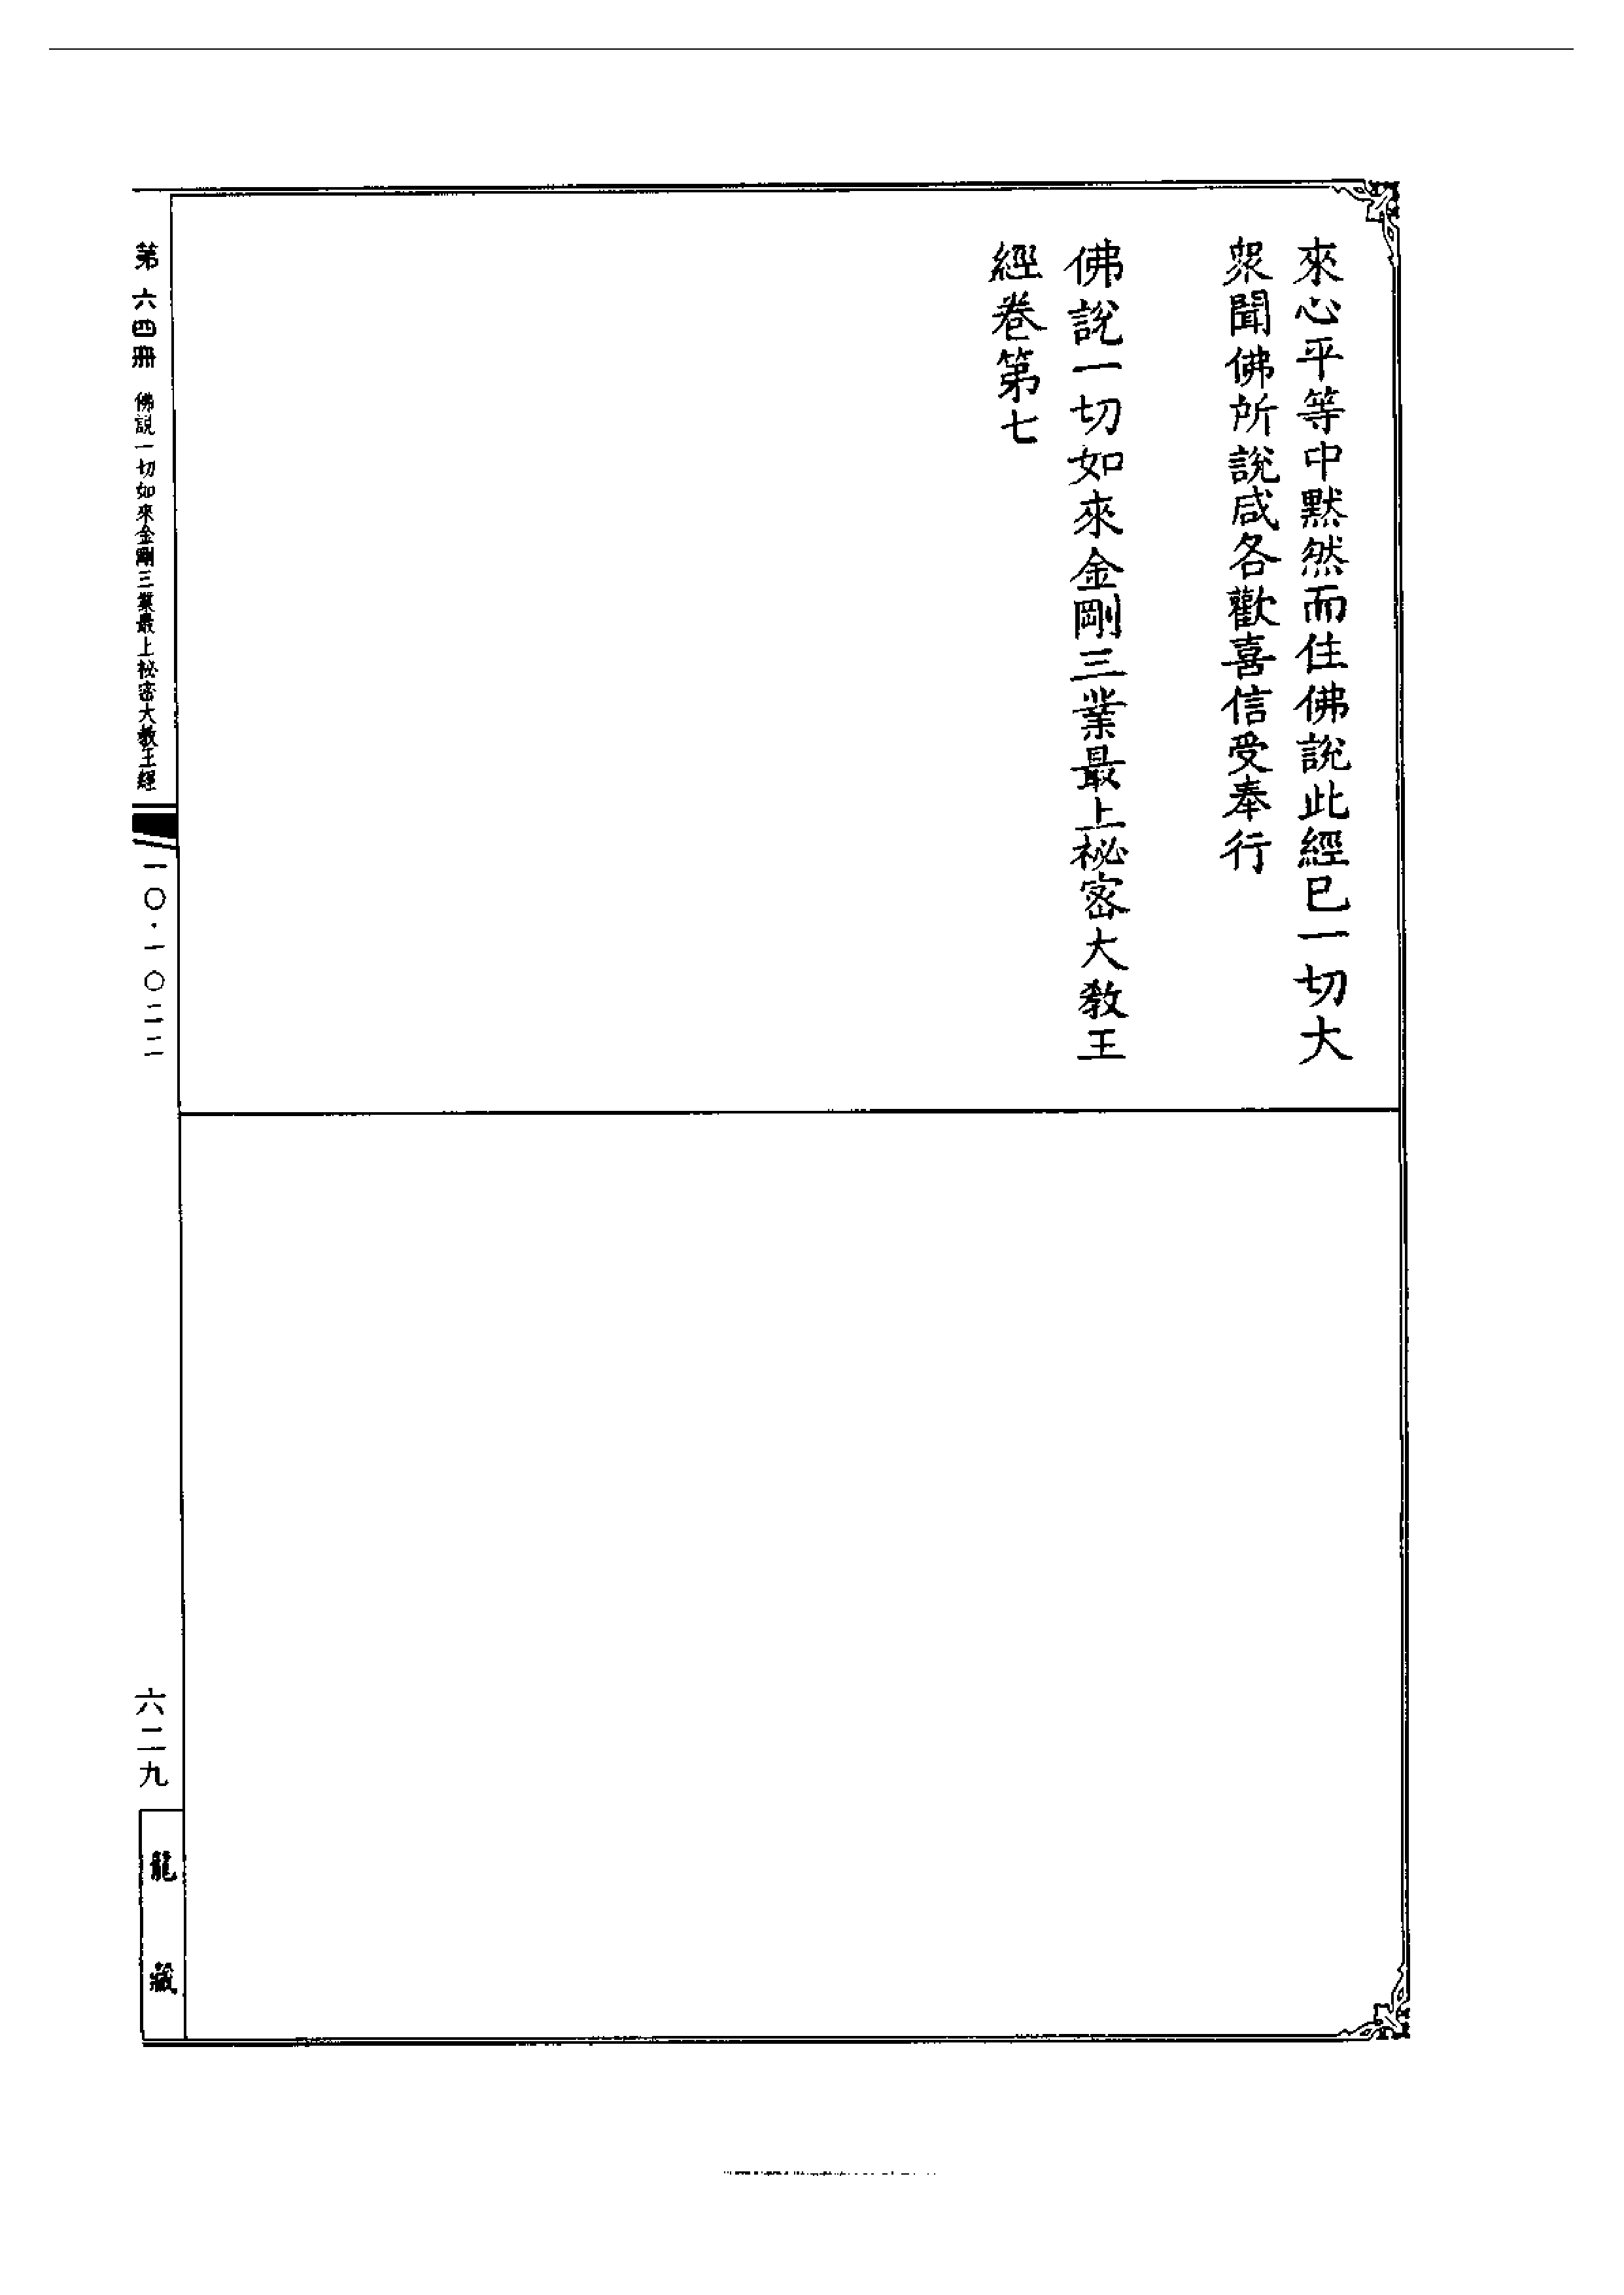 來心平等中默然而住佛說此經已一切大
眾聞佛所說咸各歡喜信受奉行
佛說一切如來金剛三業最上祕密大教王
經卷第七
第六四冊 佛說一切如來金剛三業最上祕密大教王經 一〇·一〇二二
六二九
龍藏